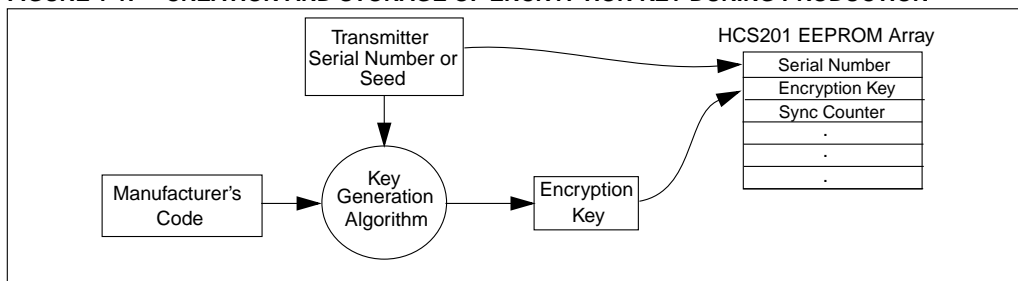 Transmitter
Serial Number or
Seed
HCS201 EEPROM Array
Serial Number
Encryption Key
Sync Counter
.
.
.
Manufacturer's
Code
Key
Generation
Algorithm
Encryption
Key